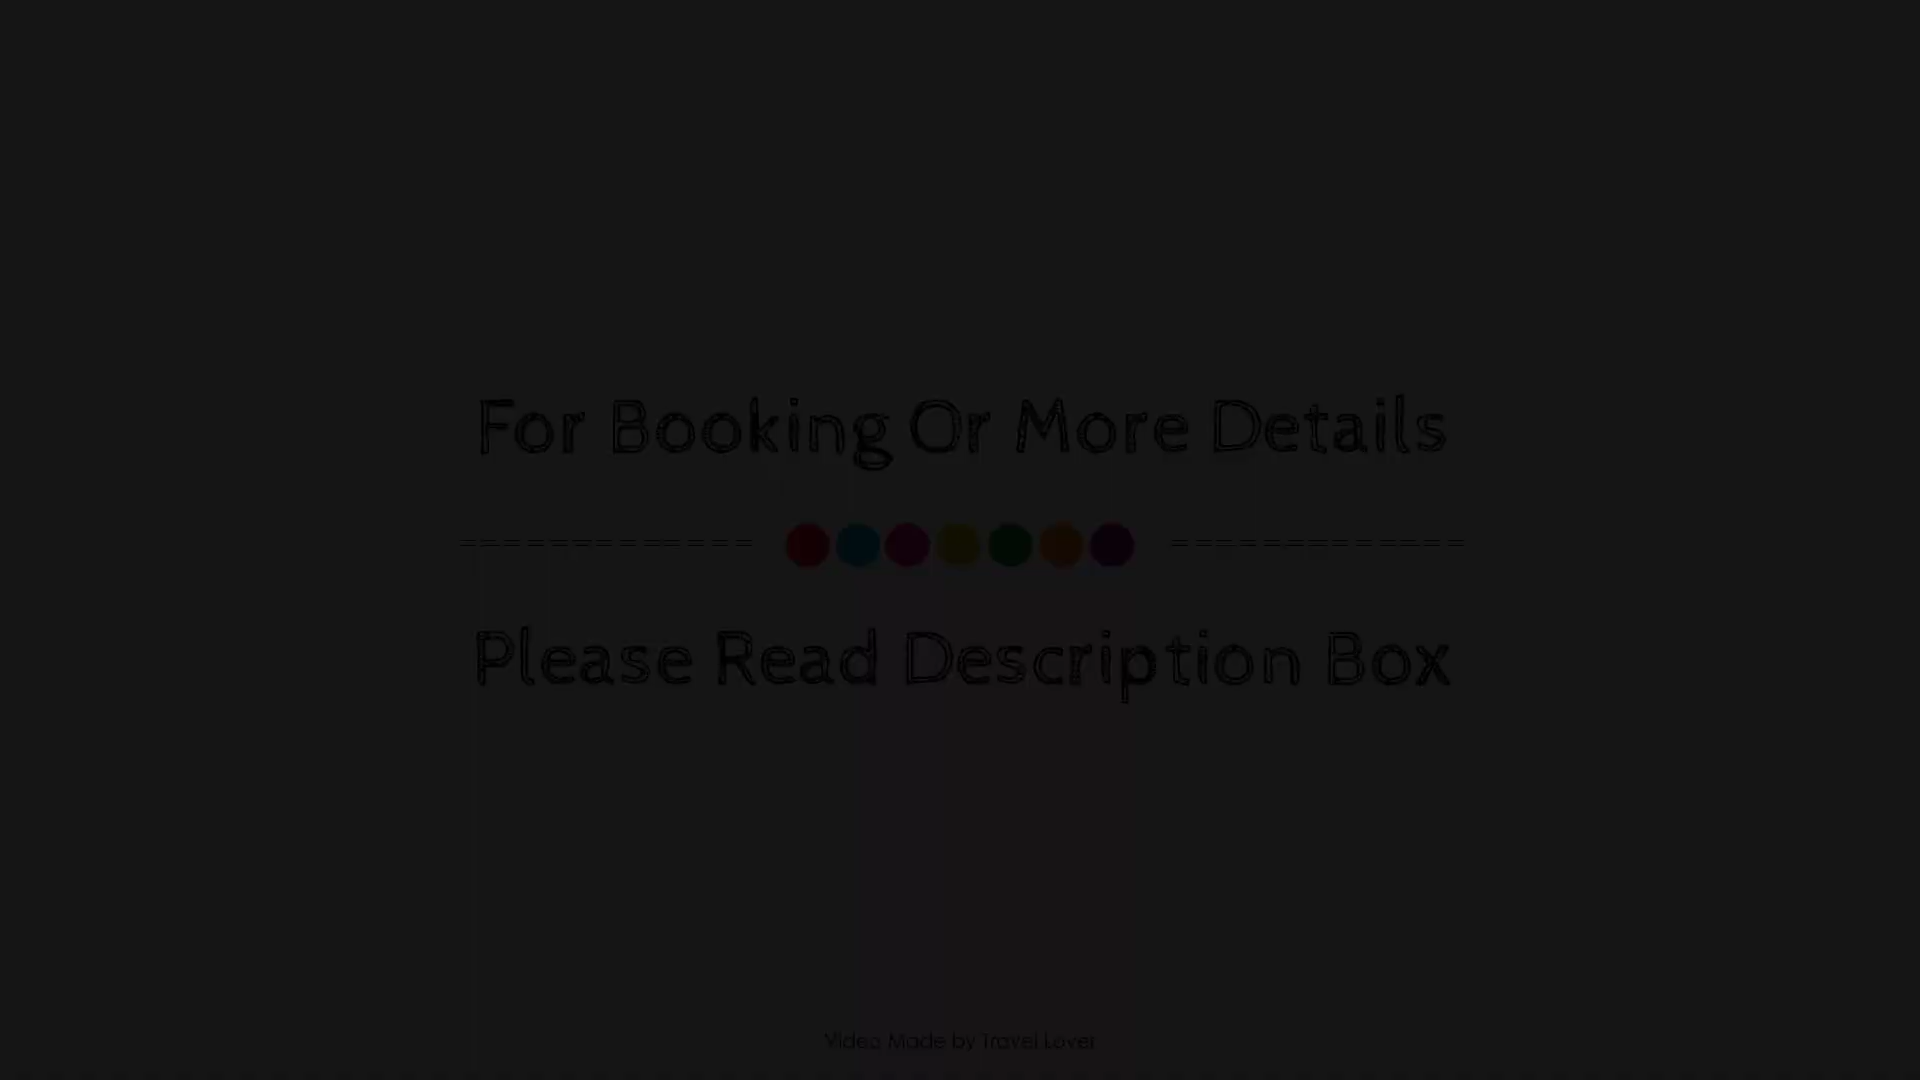 For Booking Or More Details
============= =============
Please Read Description Box
Video Made by Travel Lover